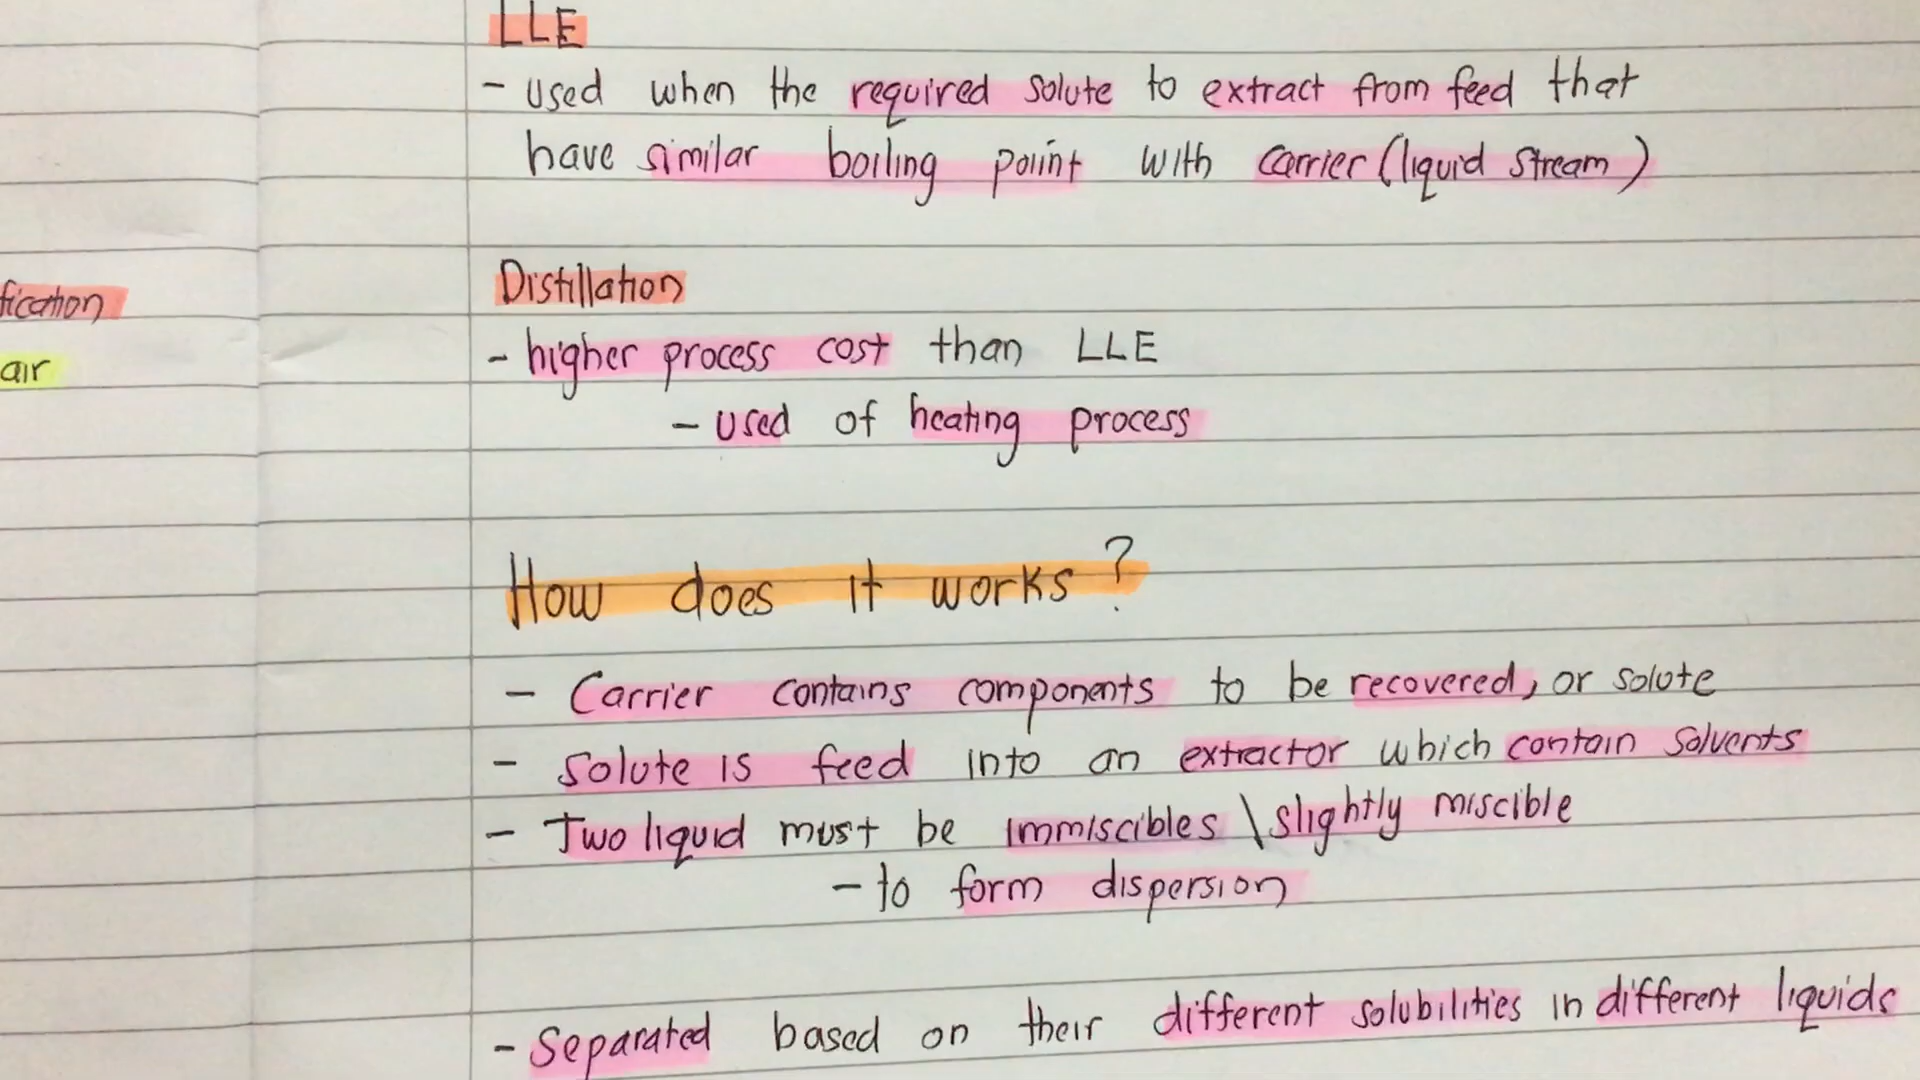 LLE
- used when the required solute to extract from feed that
have similar boiling point with carrier (liquid stream)
fication
air
Distillation
- higher process cost than LLE
- used of heating process
How does it works?
- Carrier contains components to be recovered, or solute
- Solute is feed into an extractor which contain solvents
- Two liquid must be immiscibles \ slightly miscible
- to form dispersion
- Separated based on their different solubilities in different liquids